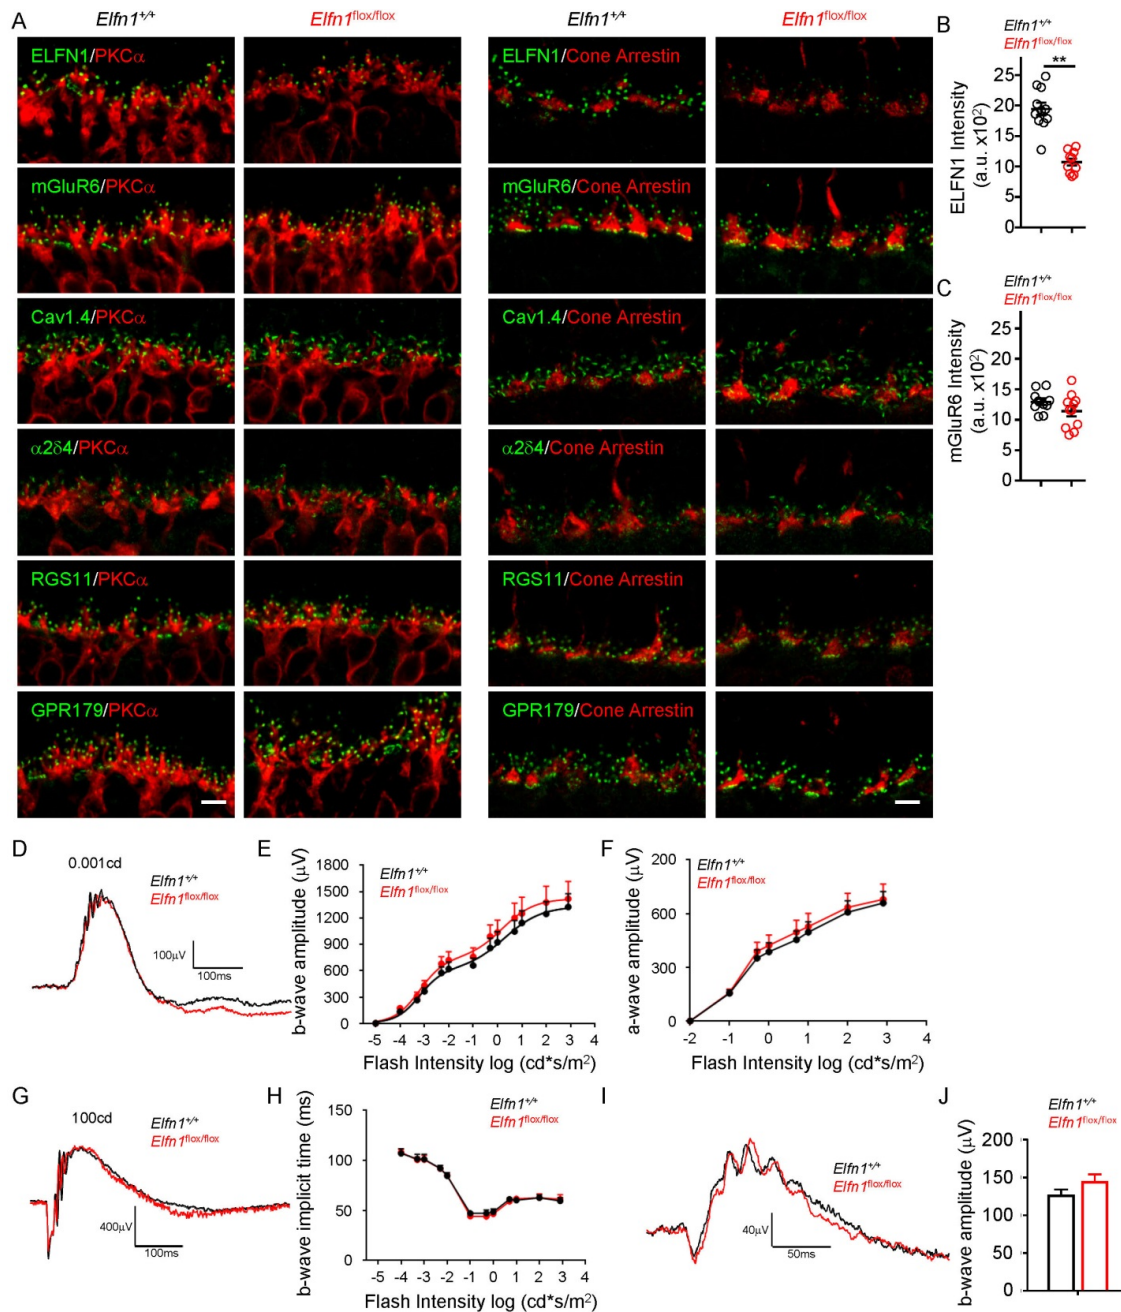 A
Elfn1+/+
Elfn1flox/flox
Elfn1+/+
Elfn1flox/flox
ELFN1/PKCα
ELFN1/Cone Arrestin
mGluR6/PKCα
mGluR6/Cone Arrestin
Cav1.4/PKCα
Cav1.4/Cone Arrestin
α2δ4/PKCα
α2δ4/Cone Arrestin
RGS11/PKCα
RGS11/Cone Arrestin
GPR179/PKCα
GPR179/Cone Arrestin
B
Elfn1+/+
Elfn1flox/flox
**
ELFN1 Intensity
(a.u. x10²)
25
20
15
10
5
0
C
Elfn1+/+
Elfn1flox/flox
mGluR6 Intensity
(a.u. x10²)
25
20
15
10
5
0
D
0.001cd
Elfn1+/+
Elfn1flox/flox
100μV
100ms
E
b-wave amplitude (μV)
1800
1500
1200
900
600
300
0
Elfn1+/+
Elfn1flox/flox
-5 -4 -3 -2 -1 0 1 2 3 4
Flash Intensity log (cd*s/m²)
F
a-wave amplitude (μV)
200
600
300
0
Elfn1+/+
Elfn1flox/flox
-2 -1 0 1 2 3 4
Flash Intensity log (cd*s/m²)
G
100cd
Elfn1+/+
Elfn1flox/flox
400μV
100ms
H
b-wave implicit time (ms)
150
100
50
0
Elfn1+/+
Elfn1flox/flox
-5 -4 -3 -2 -1 0 1 2 3 4
Flash Intensity log (cd*s/m²)
I
Elfn1+/+
Elfn1flox/flox
40μV
50ms
J
Elfn1+/+
Elfn1flox/flox
b-wave amplitude (μV)
200
150
100
50
0